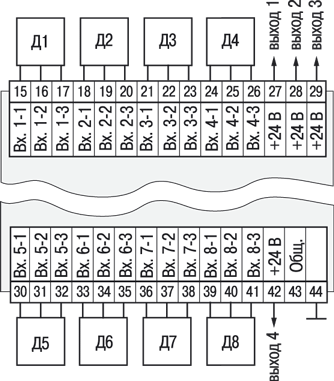 Д1 Д2 Д3 Д4 выход 1 выход 2 выход 3
15 16 17 18 19 20 21 22 23 24 25 26 27 28 29
Вх. 1-1 Вх. 1-2 Вх. 1-3 Вх. 2-1 Вх. 2-2 Вх. 2-3 Вх. 3-1 Вх. 3-2 Вх. 3-3 Вх. 4-1 Вх. 4-2 Вх. 4-3 +24 В +24 В +24 В
Вх. 5-1 Вх. 5-2 Вх. 5-3 Вх. 6-1 Вх. 6-2 Вх. 6-3 Вх. 7-1 Вх. 7-2 Вх. 7-3 Вх. 8-1 Вх. 8-2 Вх. 8-3 +24 В Общ.
30 31 32 33 34 35 36 37 38 39 40 41 42 43 44
Д5 Д6 Д7 Д8 выход 4